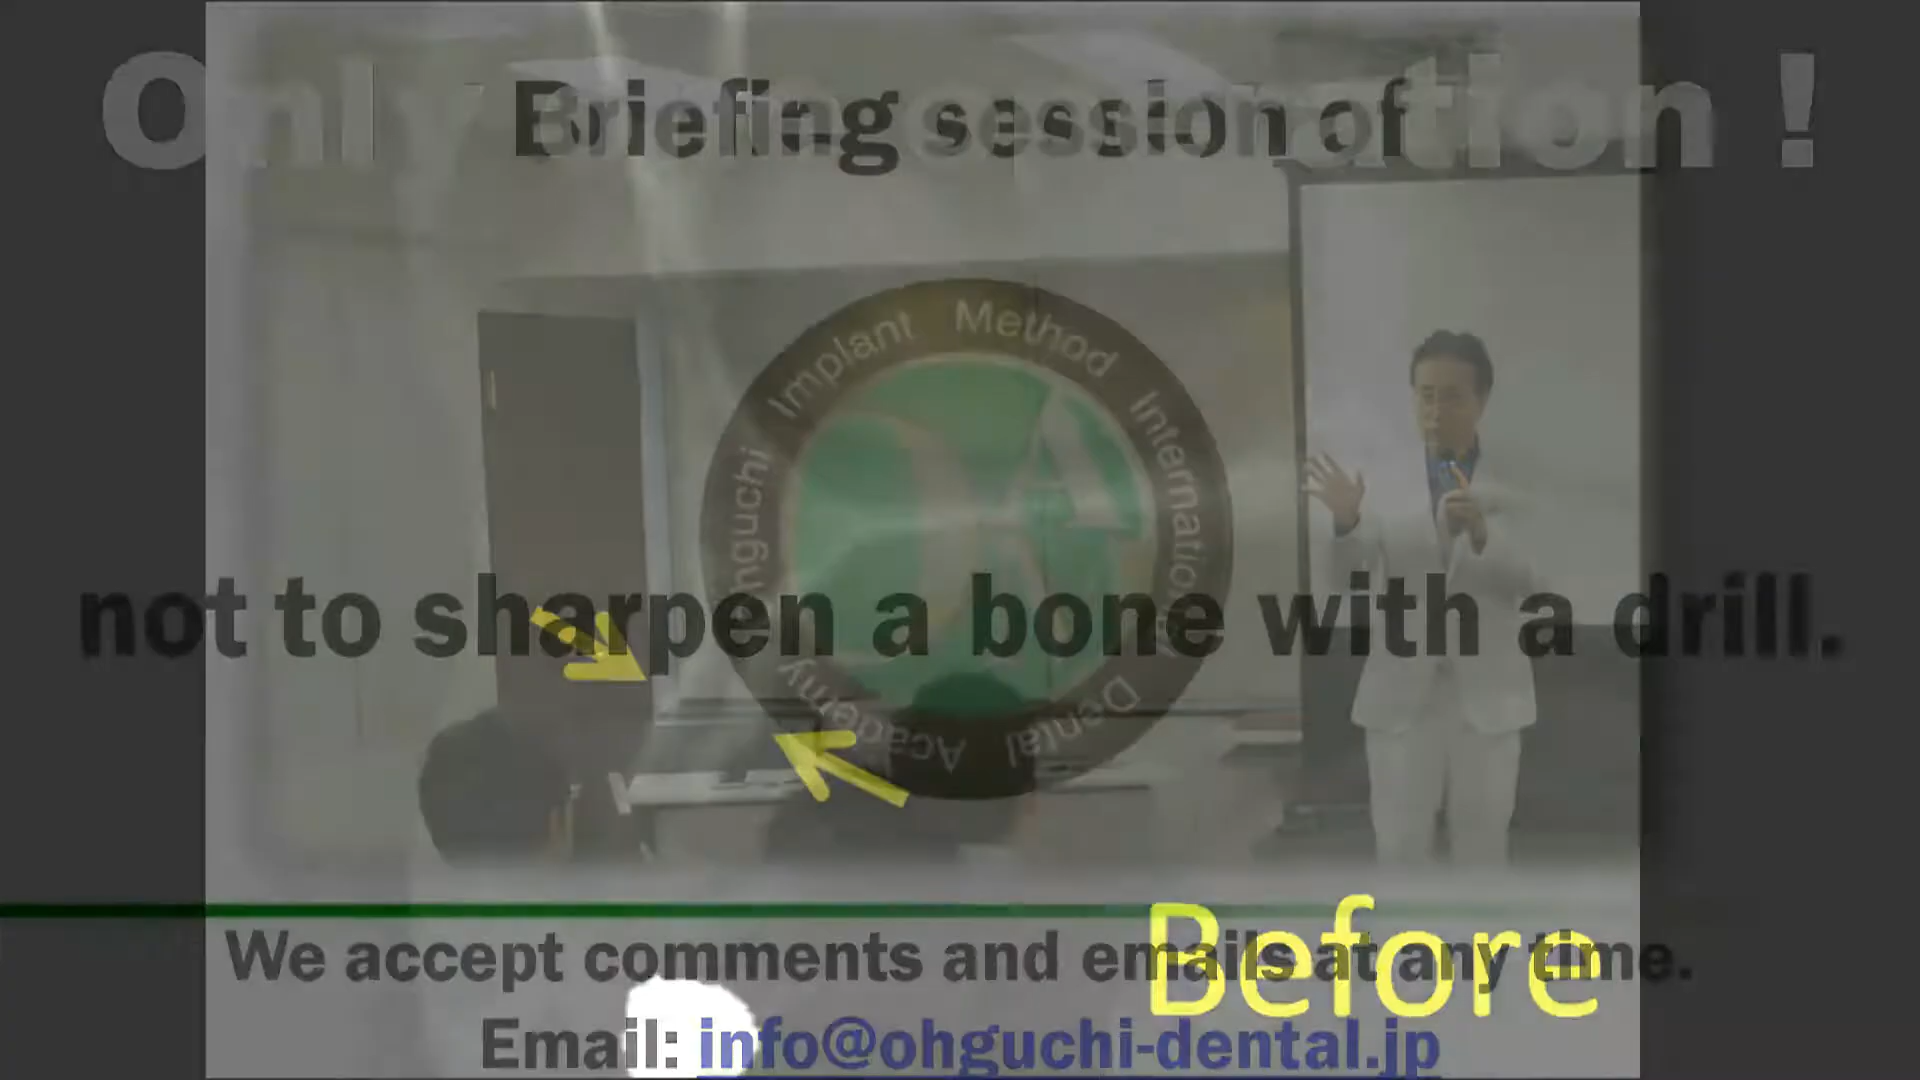 Only
Briefing session of
!
Ohguchi Implant Method International Dental Academy
not to sharpen a bone with a drill.
Before
We accept comments and emails at any time.
Email: info@ohguchi-dental.jp